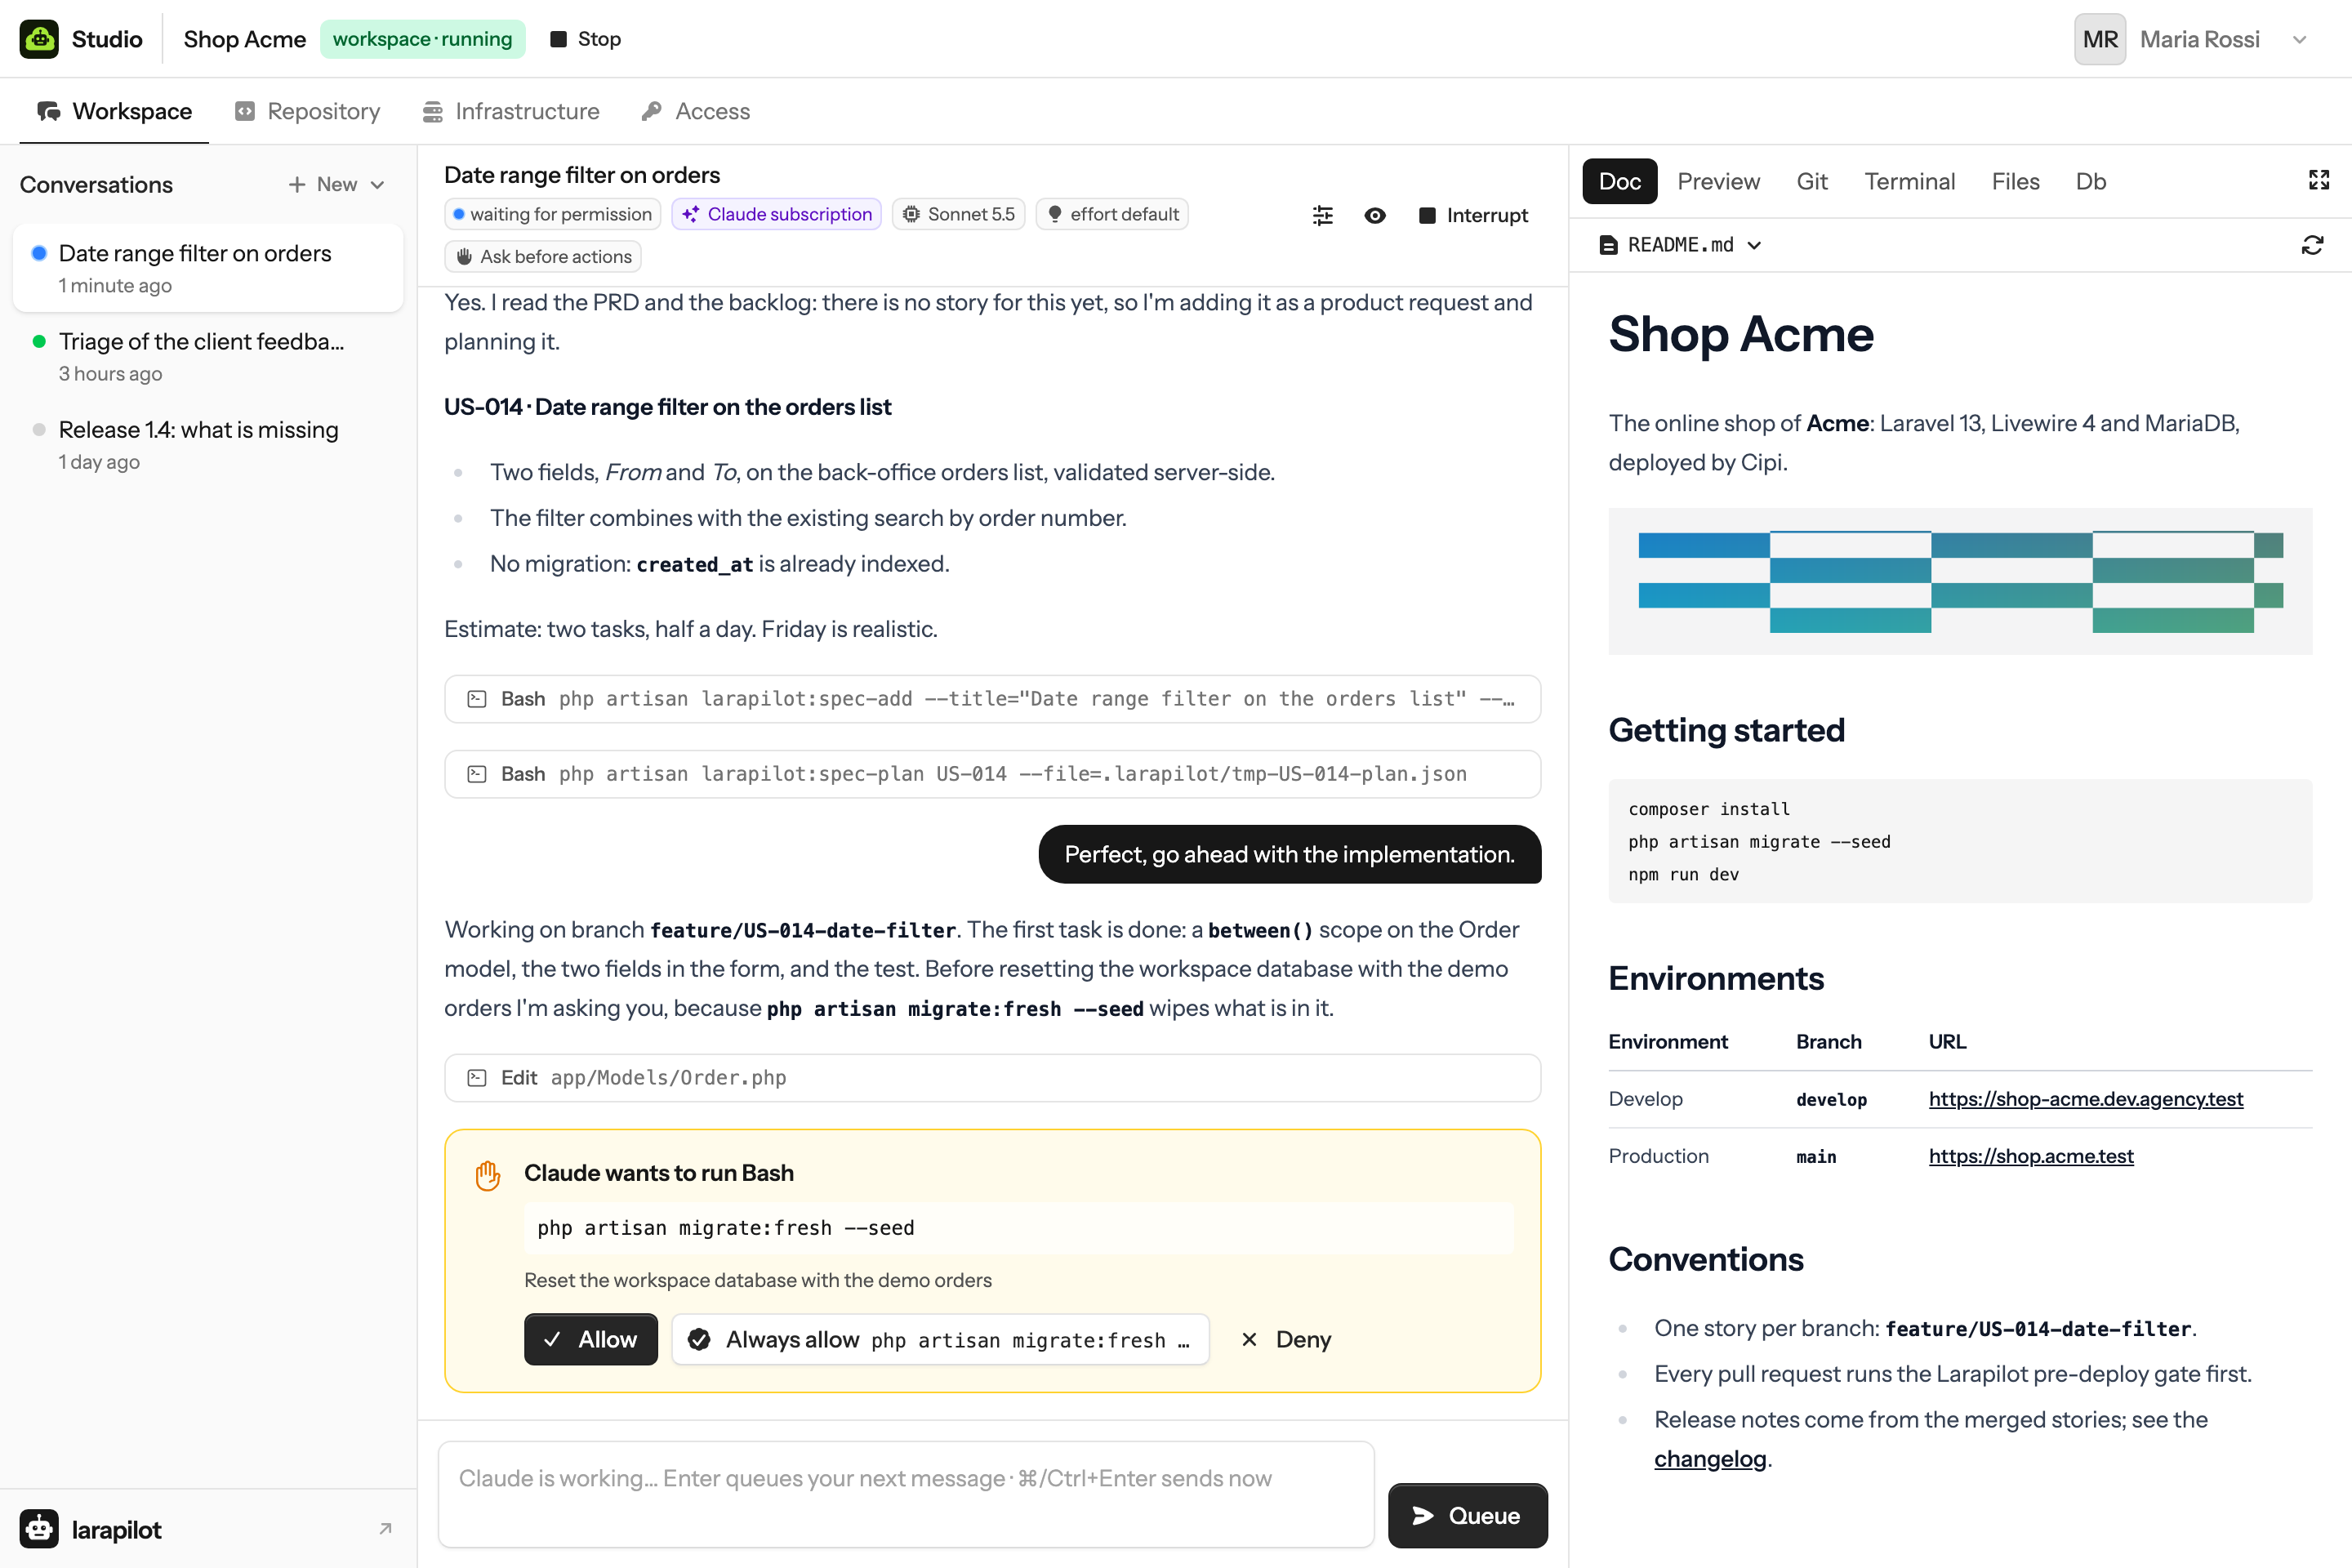 Studio
Shop Acme
workspace · running
Stop
MR
Maria Rossi
Workspace
Repository
Infrastructure
Access
Conversations
New
Date range filter on orders
1 minute ago
Triage of the client feedba...
3 hours ago
Release 1.4: what is missing
1 day ago
larapilot
Date range filter on orders
waiting for permission
Claude subscription
Sonnet 5.5
effort default
Ask before actions
Interrupt
Yes. I read the PRD and the backlog: there is no story for this yet, so I'm adding it as a product request and
planning it.
US-014 · Date range filter on the orders list
Two fields, From and To, on the back-office orders list, validated server-side.
The filter combines with the existing search by order number.
No migration: created_at is already indexed.
Estimate: two tasks, half a day. Friday is realistic.
Bash php artisan larapilot:spec-add --title="Date range filter on the orders list" --…
Bash php artisan larapilot:spec-plan US-014 --file=.larapilot/tmp-US-014-plan.json
Perfect, go ahead with the implementation.
Working on branch feature/US-014-date-filter. The first task is done: a between() scope on the Order
model, the two fields in the form, and the test. Before resetting the workspace database with the demo
orders I'm asking you, because php artisan migrate:fresh --seed wipes what is in it.
Edit app/Models/Order.php
Claude wants to run Bash
php artisan migrate:fresh --seed
Reset the workspace database with the demo orders
Allow
Always allow php artisan migrate:fresh …
Deny
Claude is working... Enter queues your next message · ⌘/Ctrl+Enter sends now
Queue
Doc
Preview
Git
Terminal
Files
Db
README.md
Shop Acme
The online shop of Acme: Laravel 13, Livewire 4 and MariaDB,
deployed by Cipi.
Getting started
composer install
php artisan migrate --seed
npm run dev
Environments
Environment Branch URL
Develop develop https://shop-acme.dev.agency.test
Production main https://shop.acme.test
Conventions
One story per branch: feature/US-014-date-filter.
Every pull request runs the Larapilot pre-deploy gate first.
Release notes come from the merged stories; see the
changelog.